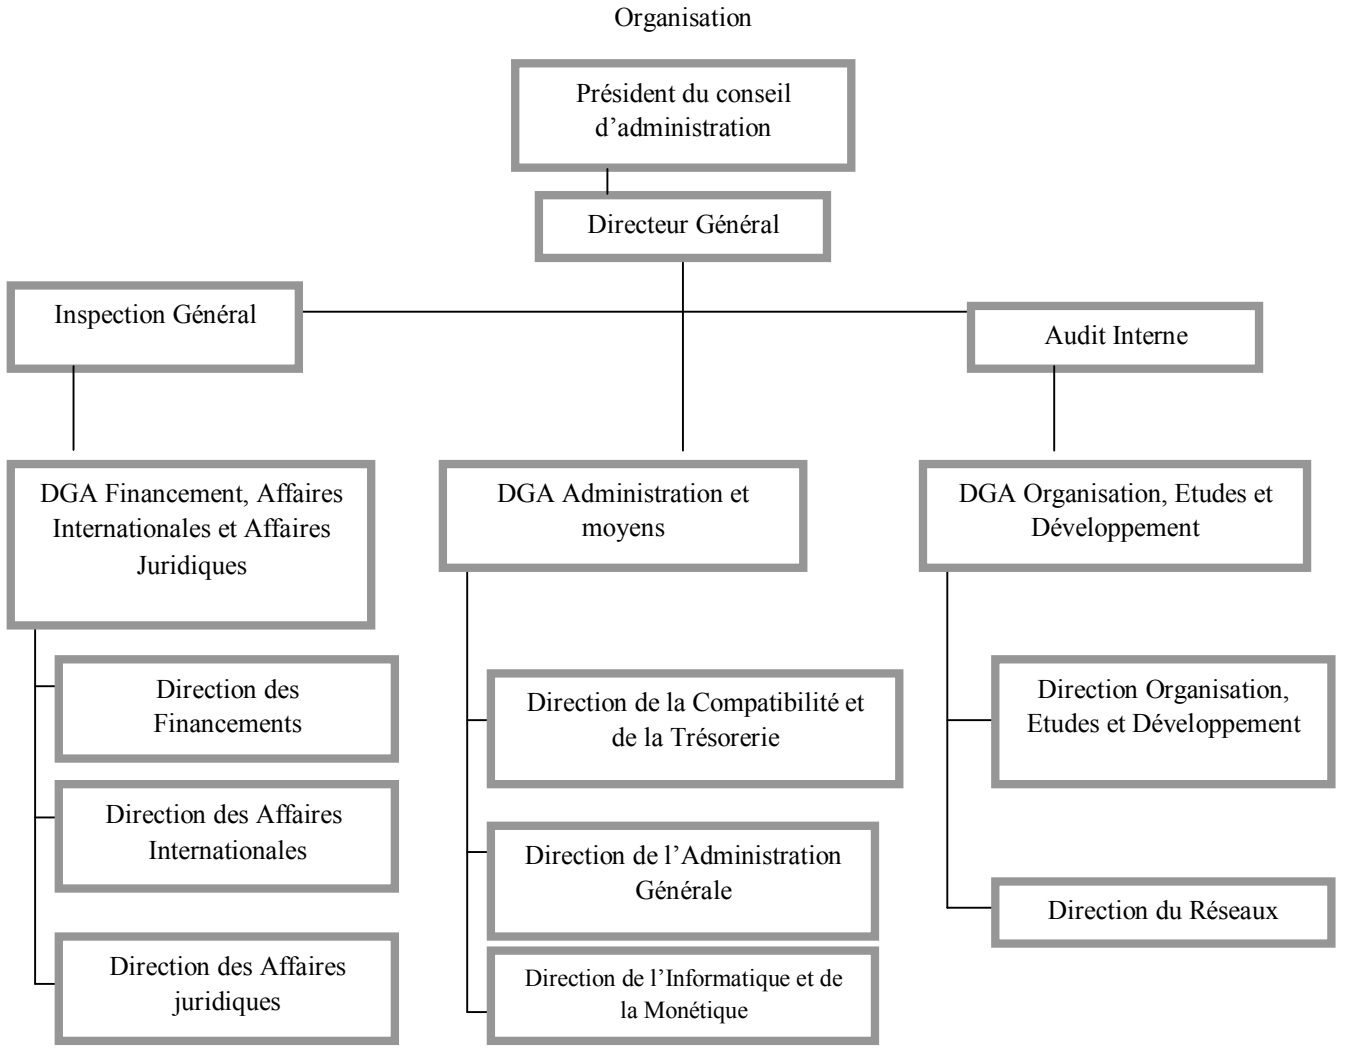 Organisation
Président du conseil
d’administration
Directeur Général
Inspection Général
Audit Interne
DGA Financement, Affaires
Internationales et Affaires
Juridiques
DGA Administration et
moyens
DGA Organisation, Etudes et
Développement
Direction des
Financements
Direction des Affaires
Internationales
Direction des Affaires
juridiques
Direction de la Compatibilité et
de la Trésorerie
Direction de l’Administration
Générale
Direction de l’Informatique et de
la Monétique
Direction Organisation,
Etudes et Développement
Direction du Réseaux